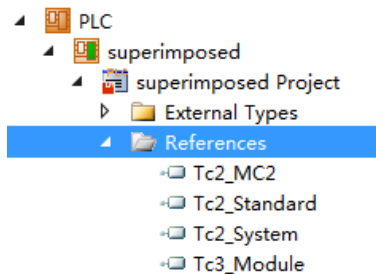 PLC
superimposed
superimposed Project
External Types
References
Tc2_MC2
Tc2_Standard
Tc2_System
Tc3_Module